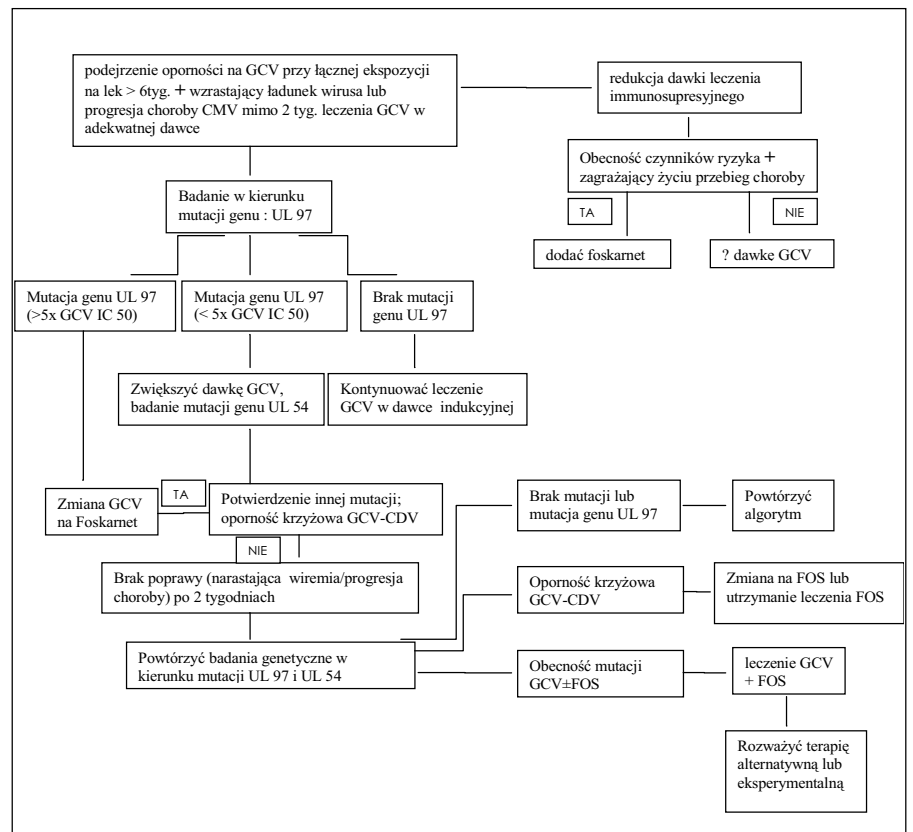 podejrzenie oporności na GCV przy łącznej ekspozycji
na lek > 6tyg. + wzrastający ładunek wirusa lub
progresja choroby CMV mimo 2 tyg. leczenia GCV w
adekwatnej dawce
redukcja dawki leczenia
immunosupresyjnego
Obecność czynników ryzyka +
zagrażający życiu przebieg choroby
TA
NIE
dodać foskarnet
? dawkę GCV
Badanie w kierunku
mutacji genu : UL 97
Mutacja genu UL 97
(>5x GCV IC 50)
Mutacja genu UL 97
(< 5x GCV IC 50)
Brak mutacji
genu UL 97
Zwiększyć dawkę GCV,
badanie mutacji genu UL 54
Kontynuować leczenie
GCV w dawce indukcyjnej
Zmiana GCV
na Foskarnet
TA
Potwierdzenie innej mutacji;
oporność krzyżowa GCV-CDV
NIE
Brak poprawy (narastająca wiremia/progresja
choroby) po 2 tygodniach
Powtórzyć badania genetyczne w
kierunku mutacji UL 97 i UL 54
Brak mutacji lub
mutacja genu UL 97
Powtórzyć
algorytm
Oporność krzyżowa
GCV-CDV
Zmiana na FOS lub
utrzymanie leczenia FOS
Obecność mutacji
GCV±FOS
leczenie GCV
+ FOS
Rozważyć terapię
alternatywną lub
eksperymentalną